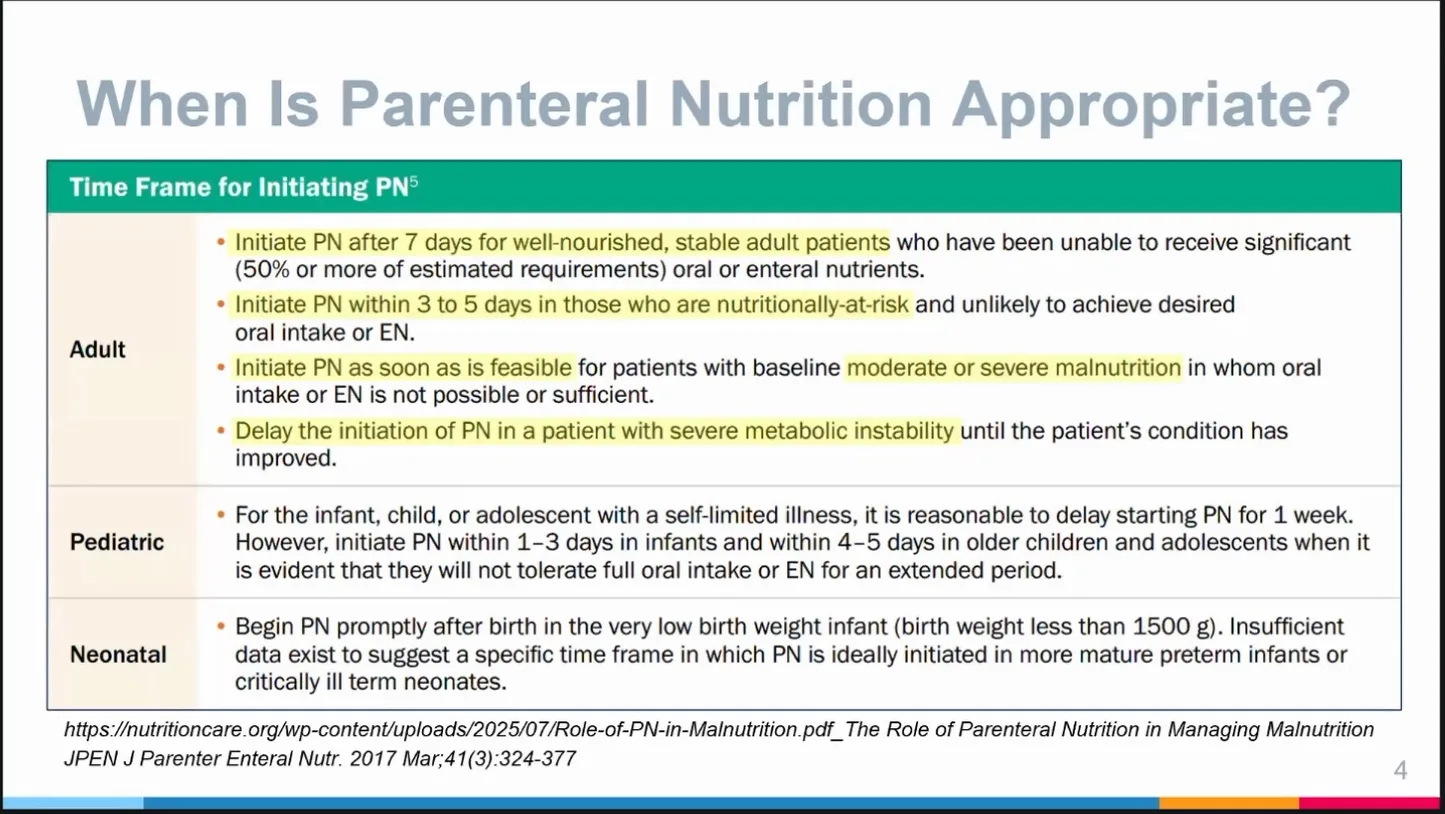 When Is Parenteral Nutrition Appropriate?
Time Frame for Initiating PN5
Adult
• Initiate PN after 7 days for well-nourished, stable adult patients who have been unable to receive significant
(50% or more of estimated requirements) oral or enteral nutrients.
• Initiate PN within 3 to 5 days in those who are nutritionally-at-risk and unlikely to achieve desired
oral intake or EN.
• Initiate PN as soon as is feasible for patients with baseline moderate or severe malnutrition in whom oral
intake or EN is not possible or sufficient.
• Delay the initiation of PN in a patient with severe metabolic instability until the patient's condition has
improved.
Pediatric
• For the infant, child, or adolescent with a self-limited illness, it is reasonable to delay starting PN for 1 week.
However, initiate PN within 1–3 days in infants and within 4–5 days in older children and adolescents when it
is evident that they will not tolerate full oral intake or EN for an extended period.
Neonatal
• Begin PN promptly after birth in the very low birth weight infant (birth weight less than 1500 g). Insufficient
data exist to suggest a specific time frame in which PN is ideally initiated in more mature preterm infants or
critically ill term neonates.
https://nutritioncare.org/wp-content/uploads/2025/07/Role-of-PN-in-Malnutrition.pdf_The Role of Parenteral Nutrition in Managing Malnutrition
JPEN J Parenter Enteral Nutr. 2017 Mar;41(3):324-377
4